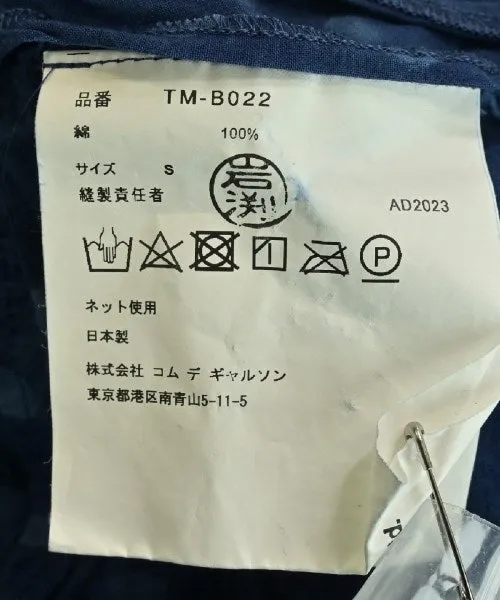 品番 TM-B022
綿 100%
サイズ S
縫製責任者 岩渕 AD2023
P
ネット使用
日本製
株式会社 コム デ ギャルソン
東京都港区南青山5-11-5